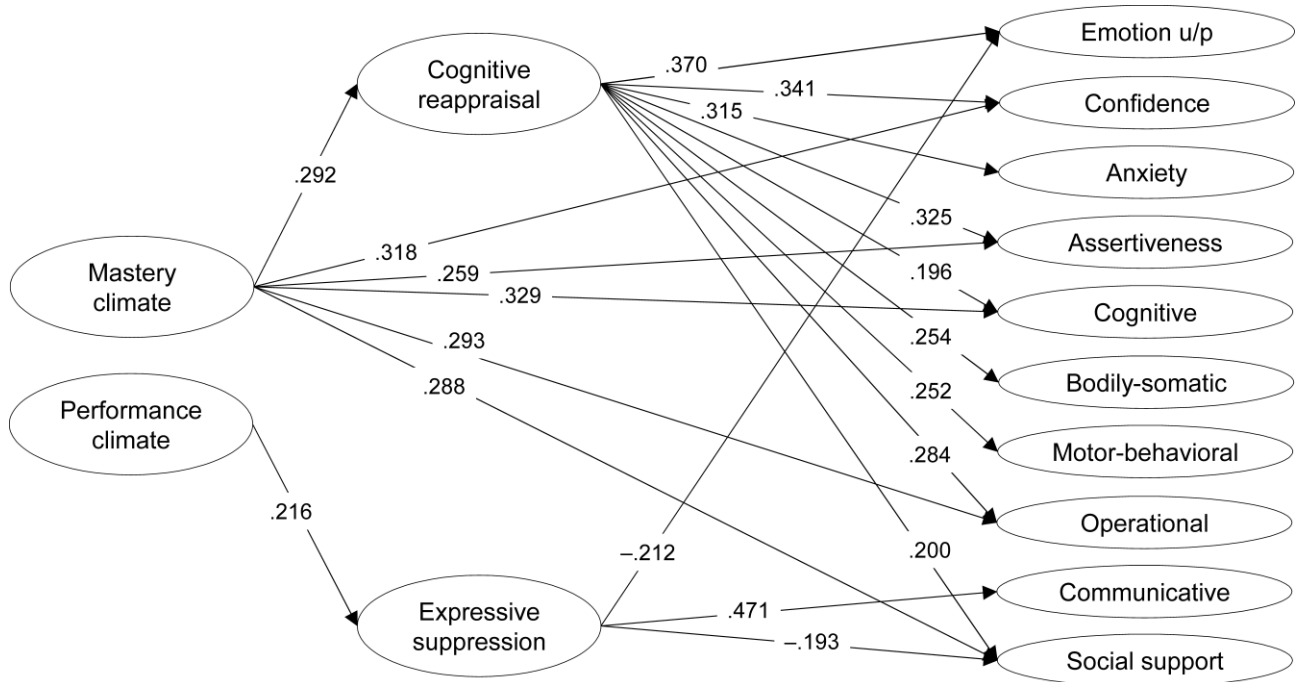 Emotion u/p
Cognitive
reappraisal
.370
.341
Confidence
.315
Anxiety
.292
.325
Assertiveness
.318
.259
.196
Mastery
climate
.329
Cognitive
.293
.254
Bodily-somatic
.288
.252
Performance
climate
.284
Motor-behavioral
.216
Operational
–.212
.200
Expressive
suppression
.471
Communicative
–.193
Social support